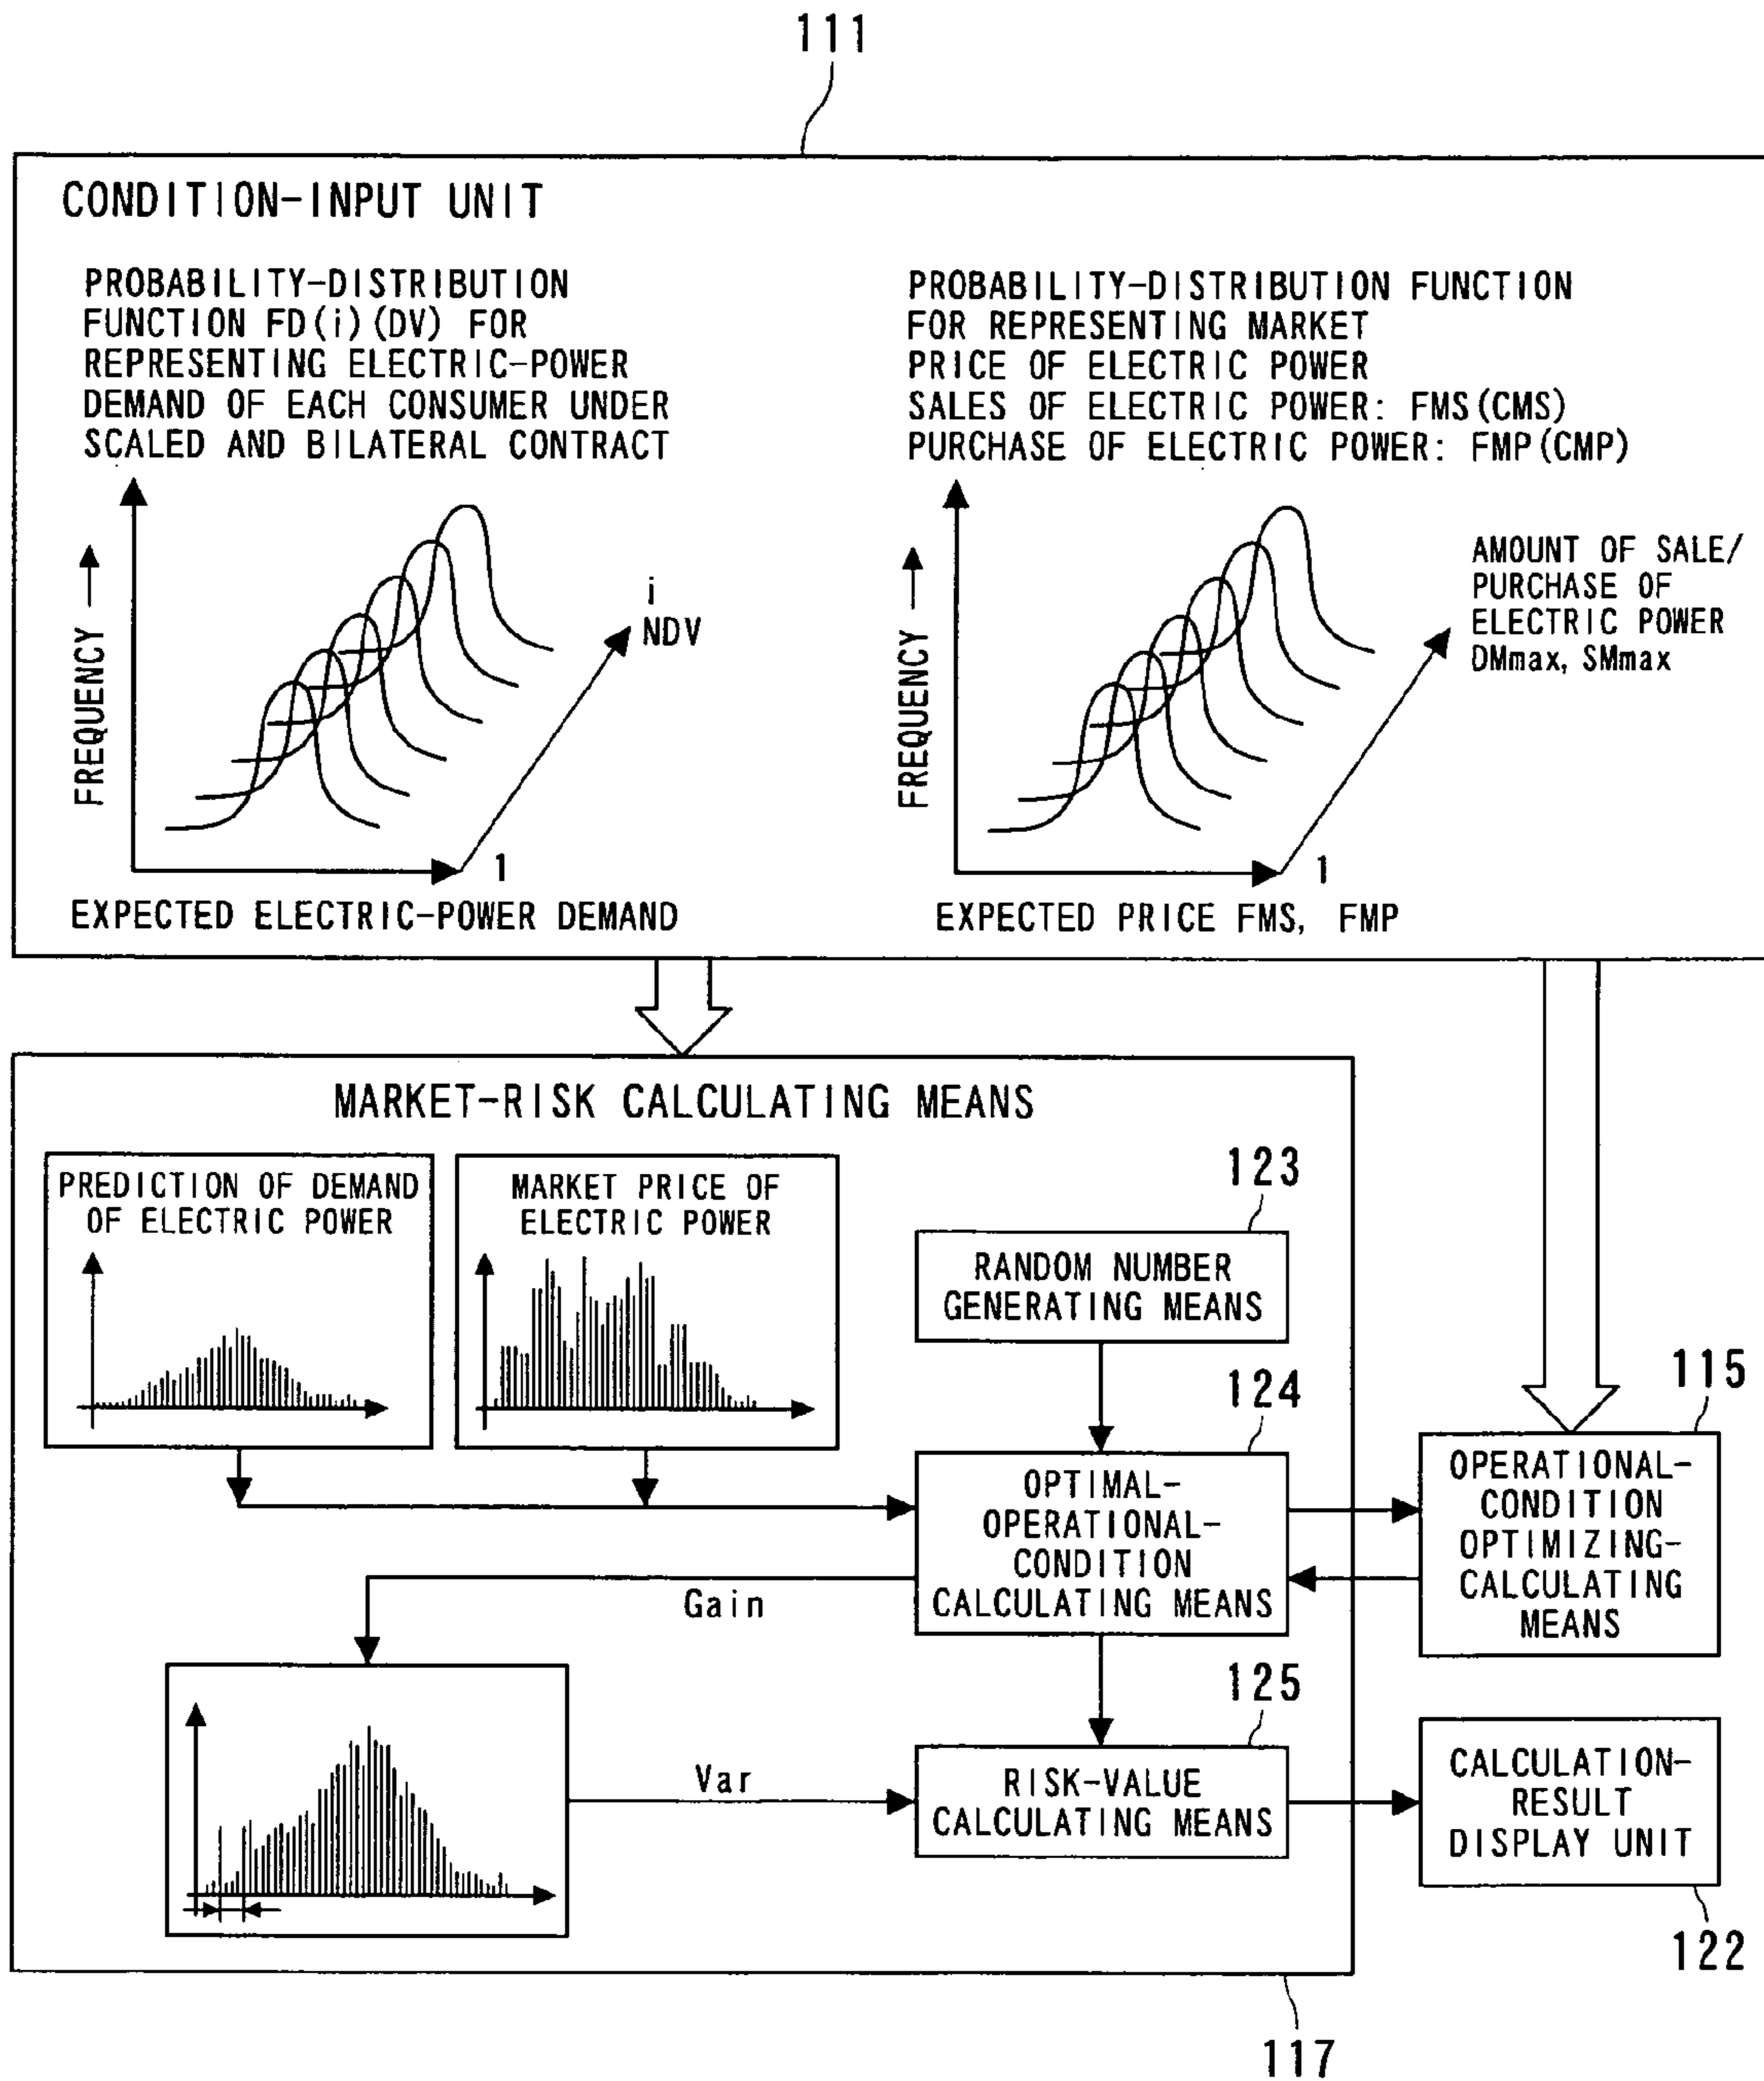 111
CONDITION-INPUT UNIT
PROBABILITY-DISTRIBUTION
FUNCTION FD(i)(DV) FOR
REPRESENTING ELECTRIC-POWER
DEMAND OF EACH CONSUMER UNDER
SCALED AND BILATERAL CONTRACT
FREQUENCY
i
NDV
1
EXPECTED ELECTRIC-POWER DEMAND
PROBABILITY-DISTRIBUTION FUNCTION
FOR REPRESENTING MARKET
PRICE OF ELECTRIC POWER
SALES OF ELECTRIC POWER: FMS(CMS)
PURCHASE OF ELECTRIC POWER: FMP(CMP)
FREQUENCY
AMOUNT OF SALE/
PURCHASE OF
ELECTRIC POWER
DMmax, SMmax
1
EXPECTED PRICE FMS, FMP
MARKET-RISK CALCULATING MEANS
PREDICTION OF DEMAND
OF ELECTRIC POWER
MARKET PRICE OF
ELECTRIC POWER
123
RANDOM NUMBER
GENERATING MEANS
124
OPTIMAL-
OPERATIONAL-
CONDITION
CALCULATING MEANS
115
OPERATIONAL-
CONDITION
OPTIMIZING-
CALCULATING
MEANS
Gain
Var
125
RISK-VALUE
CALCULATING MEANS
CALCULATION-
RESULT
DISPLAY UNIT
122
117